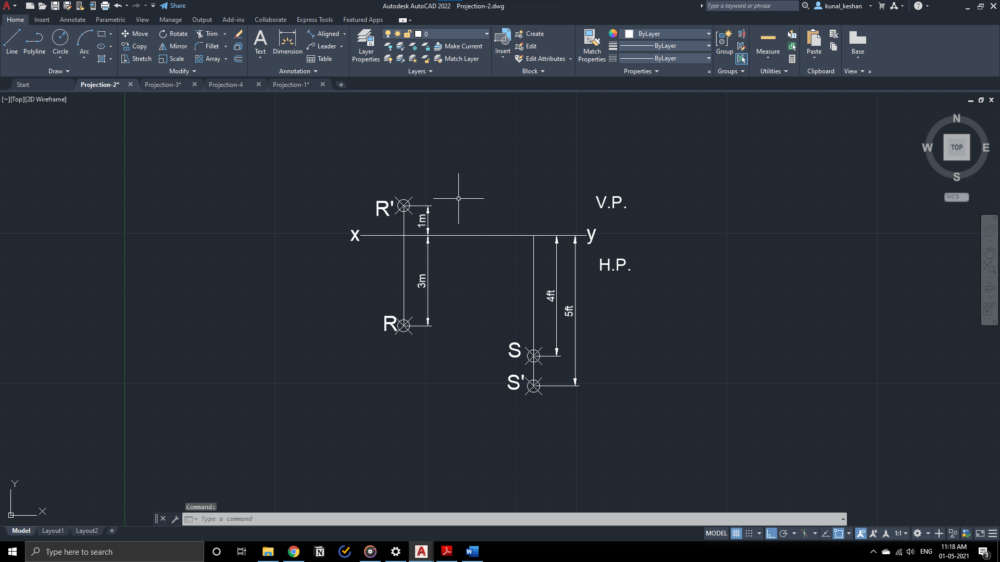 Share
Autodesk AutoCAD 2022 Projection-2.dwg
Type a keyword or phrase
kunal_keshan
Home Insert Annotate Parametric View Manage Output Add-ins Collaborate Express Tools Featured Apps
Line Polyline Circle Arc
Move Rotate Trim
Copy Mirror Fillet
Stretch Scale Array
Text Dimension
Aligned
Leader
Table
Layer Properties
0
Make Current
Match Layer
Insert
Create
Edit
Edit Attributes
Match Properties
ByLayer
ByLayer
ByLayer
Group
Measure
Paste
Base
Draw Modify Annotation Layers Block Properties Groups Utilities Clipboard View
Start Projection-2* Projection-3* Projection-4 Projection-1*
[−][Top][2D Wireframe]
N
W TOP E
S
WCS
R'
1m
V.P.
x y
H.P.
3m
4ft
5ft
R
S
S'
Y
X
Command:
Type a command
Model Layout1 Layout2
MODEL 1:1
Type here to search
ENG
11:18 AM
01-05-2021
3